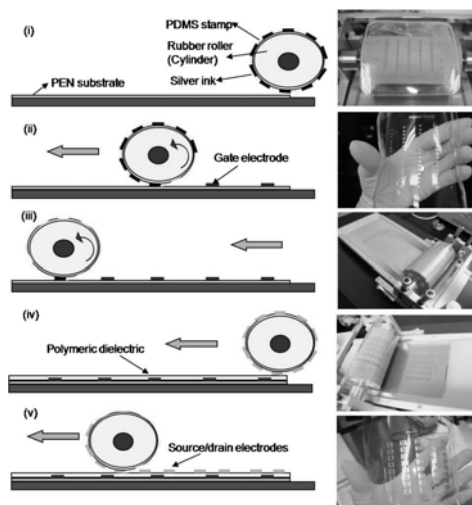 (i)
PDMS stamp
Rubber roller
(Cylinder)
Silver ink
PEN substrate
(ii)
Gate electrode
(iii)
(iv)
Polymeric dielectric
(v)
Source/drain electrodes